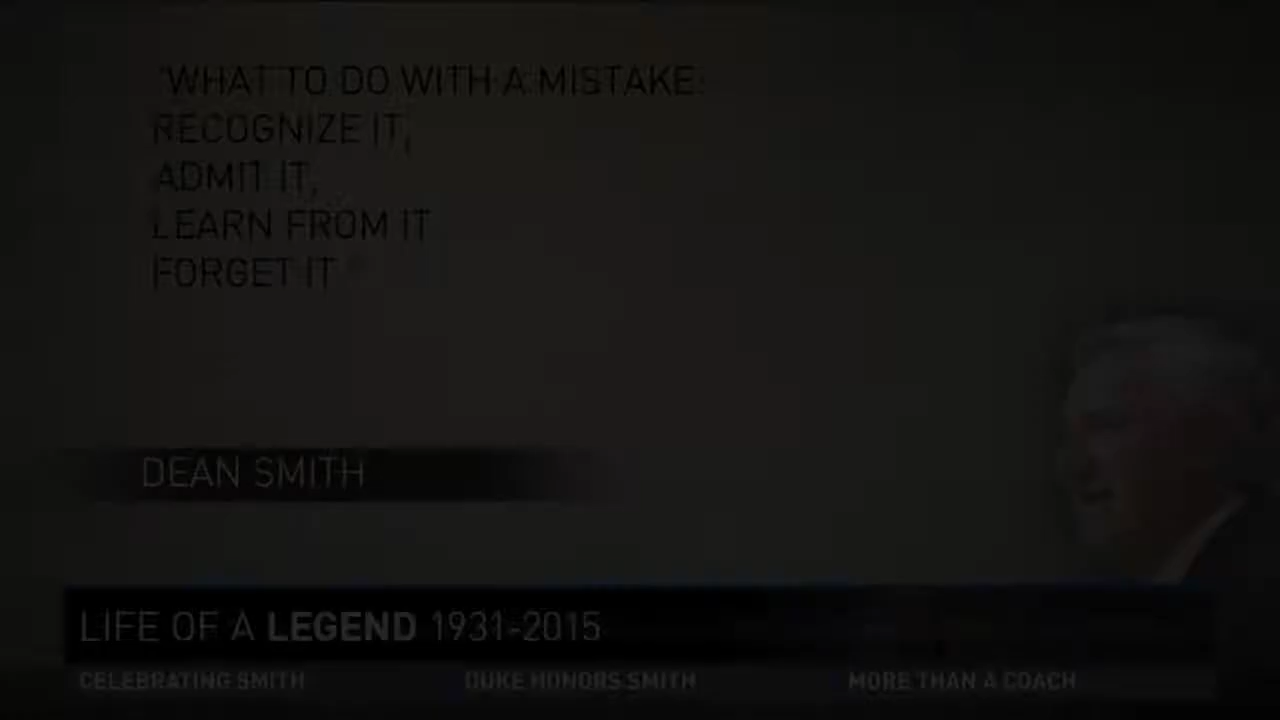 "WHAT TO DO WITH A MISTAKE:
RECOGNIZE IT,
ADMIT IT,
LEARN FROM IT
FORGET IT."
DEAN SMITH
LIFE OF A LEGEND 1931-2015
CELEBRATING SMITH
DUKE HONORS SMITH
MORE THAN A COACH